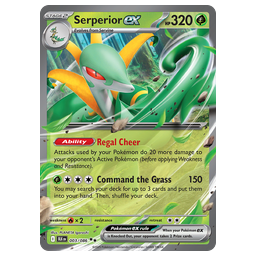 STAGE 2
Serperior ex
HP 320
Ability Regal Cheer
Attacks used by your Pokémon do 20 more damage to your
opponent's Active Pokémon (before applying Weakness
and Resistance).
Command the Grass 150
You may search your deck for up to 3 cards and put them
into your hand. Then, shuffle your deck.
weakness ×2 resistance retreat
Pokémon ex rule
When your Pokémon ex
is Knocked Out, your opponent takes 2 Prize cards.
003/086